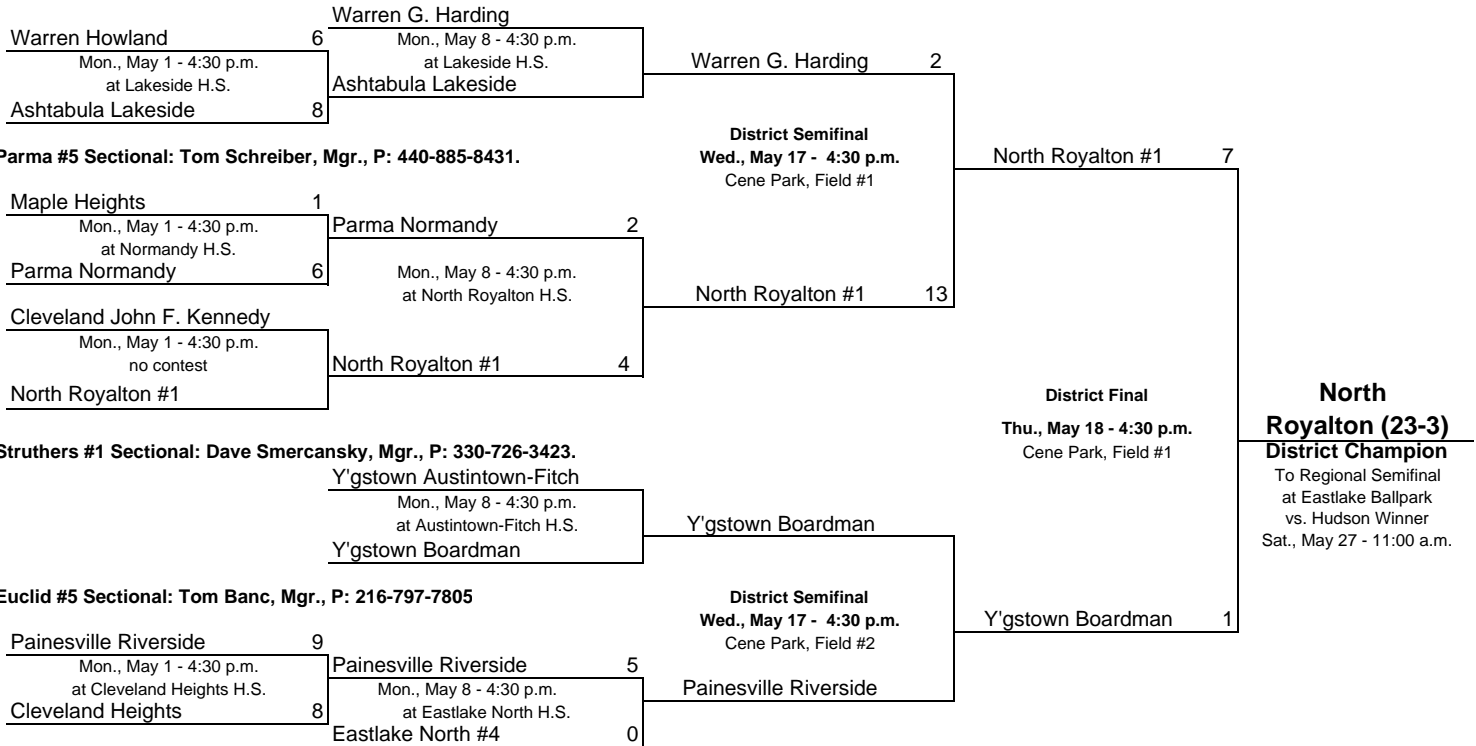 Warren G. Harding
Warren Howland 6
Mon., May 8 - 4:30 p.m.
Mon., May 1 - 4:30 p.m.
at Lakeside H.S.
Warren G. Harding 2
at Lakeside H.S.
Ashtabula Lakeside
Ashtabula Lakeside 8
District Semifinal
Parma #5 Sectional: Tom Schreiber, Mgr., P: 440-885-8431.
Wed., May 17 - 4:30 p.m.
North Royalton #1 7
Cene Park, Field #1
Maple Heights 1
Mon., May 1 - 4:30 p.m.
Parma Normandy 2
at Normandy H.S.
Parma Normandy 6
Mon., May 8 - 4:30 p.m.
at North Royalton H.S.
North Royalton #1 13
Cleveland John F. Kennedy
Mon., May 1 - 4:30 p.m.
no contest
North Royalton #1 4
North Royalton #1
District Final
North
Thu., May 18 - 4:30 p.m.
Royalton (23-3)
Struthers #1 Sectional: Dave Smercansky, Mgr., P: 330-726-3423.
Cene Park, Field #1
District Champion
Y'gstown Austintown-Fitch
To Regional Semifinal
Mon., May 8 - 4:30 p.m.
at Eastlake Ballpark
at Austintown-Fitch H.S.
Y'gstown Boardman
vs. Hudson Winner
Y'gstown Boardman
Sat., May 27 - 11:00 a.m.
Euclid #5 Sectional: Tom Banc, Mgr., P: 216-797-7805
District Semifinal
Wed., May 17 - 4:30 p.m.
Y'gstown Boardman 1
Painesville Riverside 9
Cene Park, Field #2
Mon., May 1 - 4:30 p.m.
Painesville Riverside 5
at Cleveland Heights H.S.
Mon., May 8 - 4:30 p.m.
Painesville Riverside
Cleveland Heights 8
at Eastlake North H.S.
Eastlake North #4 0